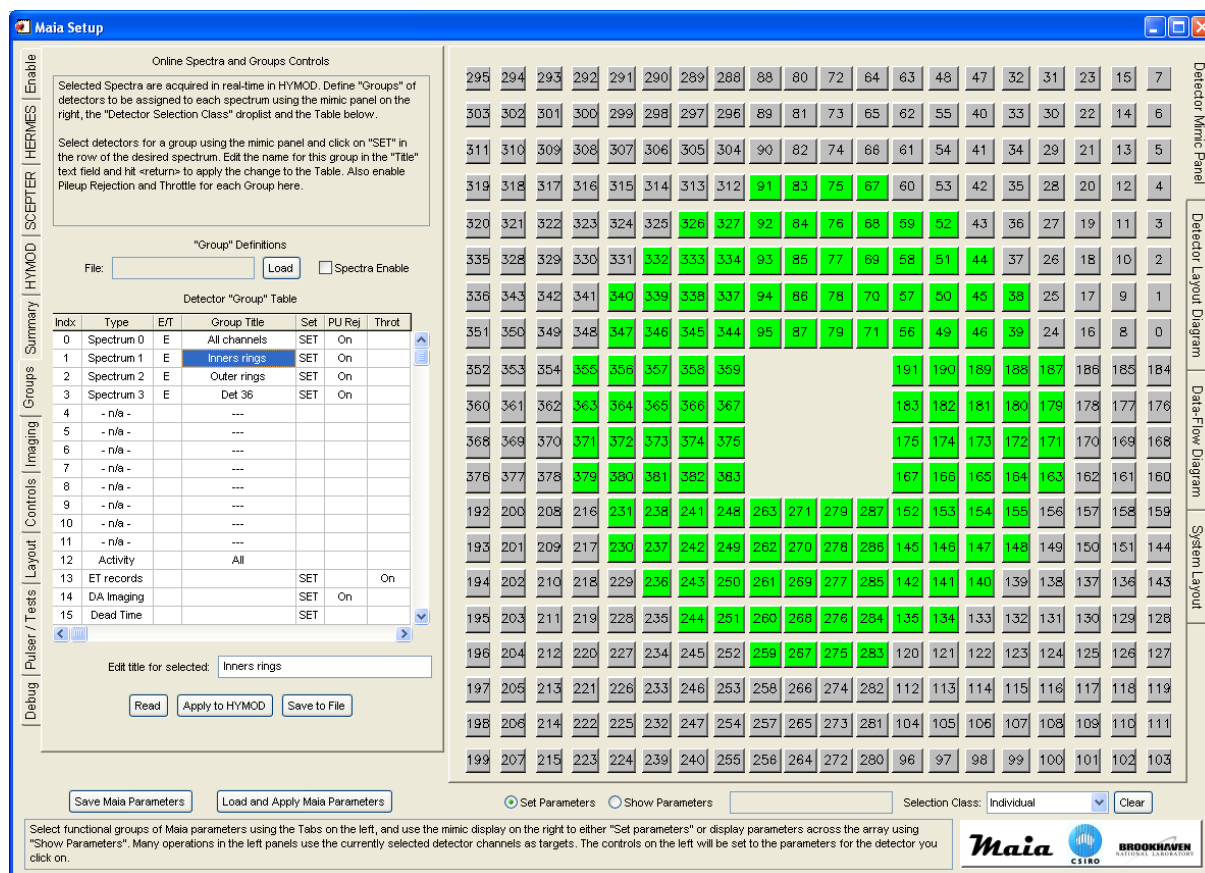 Maia Setup
Enable
HERMES
SCEPTER
HYMOD
Summary
Groups
Imaging
Controls
Layout
Pulser / Tests
Debug
Online Spectra and Groups Controls
Selected Spectra are acquired in real-time in HYMOD. Define "Groups" of
detectors to be assigned to each spectrum using the mimic panel on the
right, the "Detector Selection Class" droplist and the Table below.
Select detectors for a group using the mimic panel and click on "SET" in
the row of the desired spectrum. Edit the name for this group in the "Title"
text field and hit <return> to apply the change to the Table. Also enable
Pileup Rejection and Throttle for each Group here.
"Group" Definitions
File: Load Spectra Enable
Detector "Group" Table
Indx Type E/T Group Title Set PU Rej Throt
0 Spectrum 0 E All channels SET On
1 Spectrum 1 E Inners rings SET On
2 Spectrum 2 E Outer rings SET On
3 Spectrum 3 E Det 36 SET On
4 - n/a - ---
5 - n/a - ---
6 - n/a - ---
7 - n/a - ---
8 - n/a - ---
9 - n/a - ---
10 - n/a - ---
11 - n/a - ---
12 Activity All
13 ET records SET On
14 DA Imaging SET On
15 Dead Time SET
Edit title for selected: Inners rings
Read Apply to HYMOD Save to File
295 294 293 292 291 290 289 288 88 80 72 64 63 48 47 32 31 23 15 7
303 302 301 300 299 298 297 296 89 81 73 65 62 55 40 33 30 22 14 6
311 310 309 308 307 306 305 304 90 82 74 66 61 54 41 34 29 21 13 5
319 318 317 316 315 314 313 312 91 83 75 67 60 53 42 35 28 20 12 4
320 321 322 323 324 325 326 327 92 84 76 68 59 52 43 36 27 19 11 3
335 328 329 330 331 332 333 334 93 85 77 69 58 51 44 37 26 18 10 2
336 343 342 341 340 339 338 337 94 86 78 70 57 50 45 38 25 17 9 1
351 350 349 348 347 346 345 344 95 87 79 71 56 49 46 39 24 16 8 0
352 353 354 355 356 357 358 359 191 190 189 188 187 186 185 184
360 361 362 363 364 365 366 367 183 182 181 180 179 178 177 176
368 369 370 371 372 373 374 375 175 174 173 172 171 170 169 168
376 377 378 379 380 381 382 383 167 166 165 164 163 162 161 160
192 200 208 216 231 238 241 248 263 271 279 287 152 153 154 155 156 157 158 159
193 201 209 217 230 237 242 249 262 270 278 286 145 146 147 148 149 150 151 144
194 202 210 218 229 236 243 250 261 269 277 285 142 141 140 139 138 137 136 143
195 203 211 219 228 235 244 251 260 268 276 284 135 134 133 132 131 130 129 128
196 204 212 220 227 234 245 252 259 267 275 283 120 121 122 123 124 125 126 127
197 205 213 221 226 233 246 253 258 266 274 282 112 113 114 115 116 117 118 119
198 206 214 222 225 232 247 254 257 265 273 281 104 105 106 107 108 109 110 111
199 207 215 223 224 239 240 255 256 264 272 280 96 97 98 99 100 101 102 103
Detector Mimic Panel
Detector Layout Diagram
Data-Flow Diagram
System Layout
Save Maia Parameters Load and Apply Maia Parameters Set Parameters Show Parameters Selection Class: Individual Clear
Select functional groups of Maia parameters using the Tabs on the left, and use the mimic display on the right to either "Set parameters" or display parameters across the array using
"Show Parameters". Many operations in the left panels use the currently selected detector channels as targets. The controls on the left will be set to the parameters for the detector you
click on.
Maia
CSIRO
BROOKHAVEN
NATIONAL LABORATORY